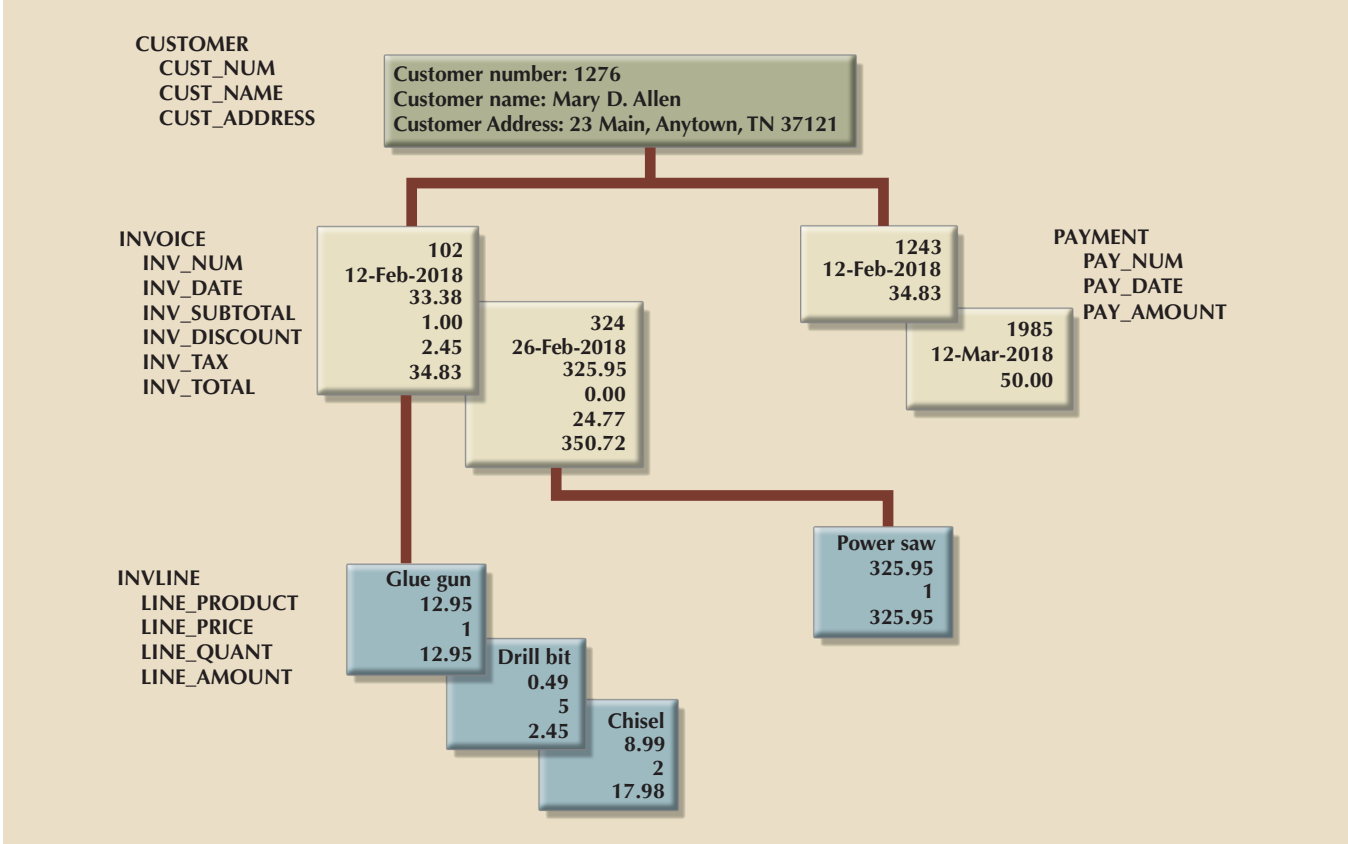 CUSTOMER
CUST_NUM
CUST_NAME
CUST_ADDRESS
Customer number: 1276
Customer name: Mary D. Allen
Customer Address: 23 Main, Anytown, TN 37121
INVOICE
INV_NUM
INV_DATE
INV_SUBTOTAL
INV_DISCOUNT
INV_TAX
INV_TOTAL
102
12-Feb-2018
33.38
1.00
2.45
34.83
324
26-Feb-2018
325.95
0.00
24.77
350.72
1243
12-Feb-2018
34.83
1985
12-Mar-2018
50.00
PAYMENT
PAY_NUM
PAY_DATE
PAY_AMOUNT
INVLINE
LINE_PRODUCT
LINE_PRICE
LINE_QUANT
LINE_AMOUNT
Glue gun
12.95
1
12.95
Drill bit
0.49
5
2.45
Chisel
8.99
2
17.98
Power saw
325.95
1
325.95